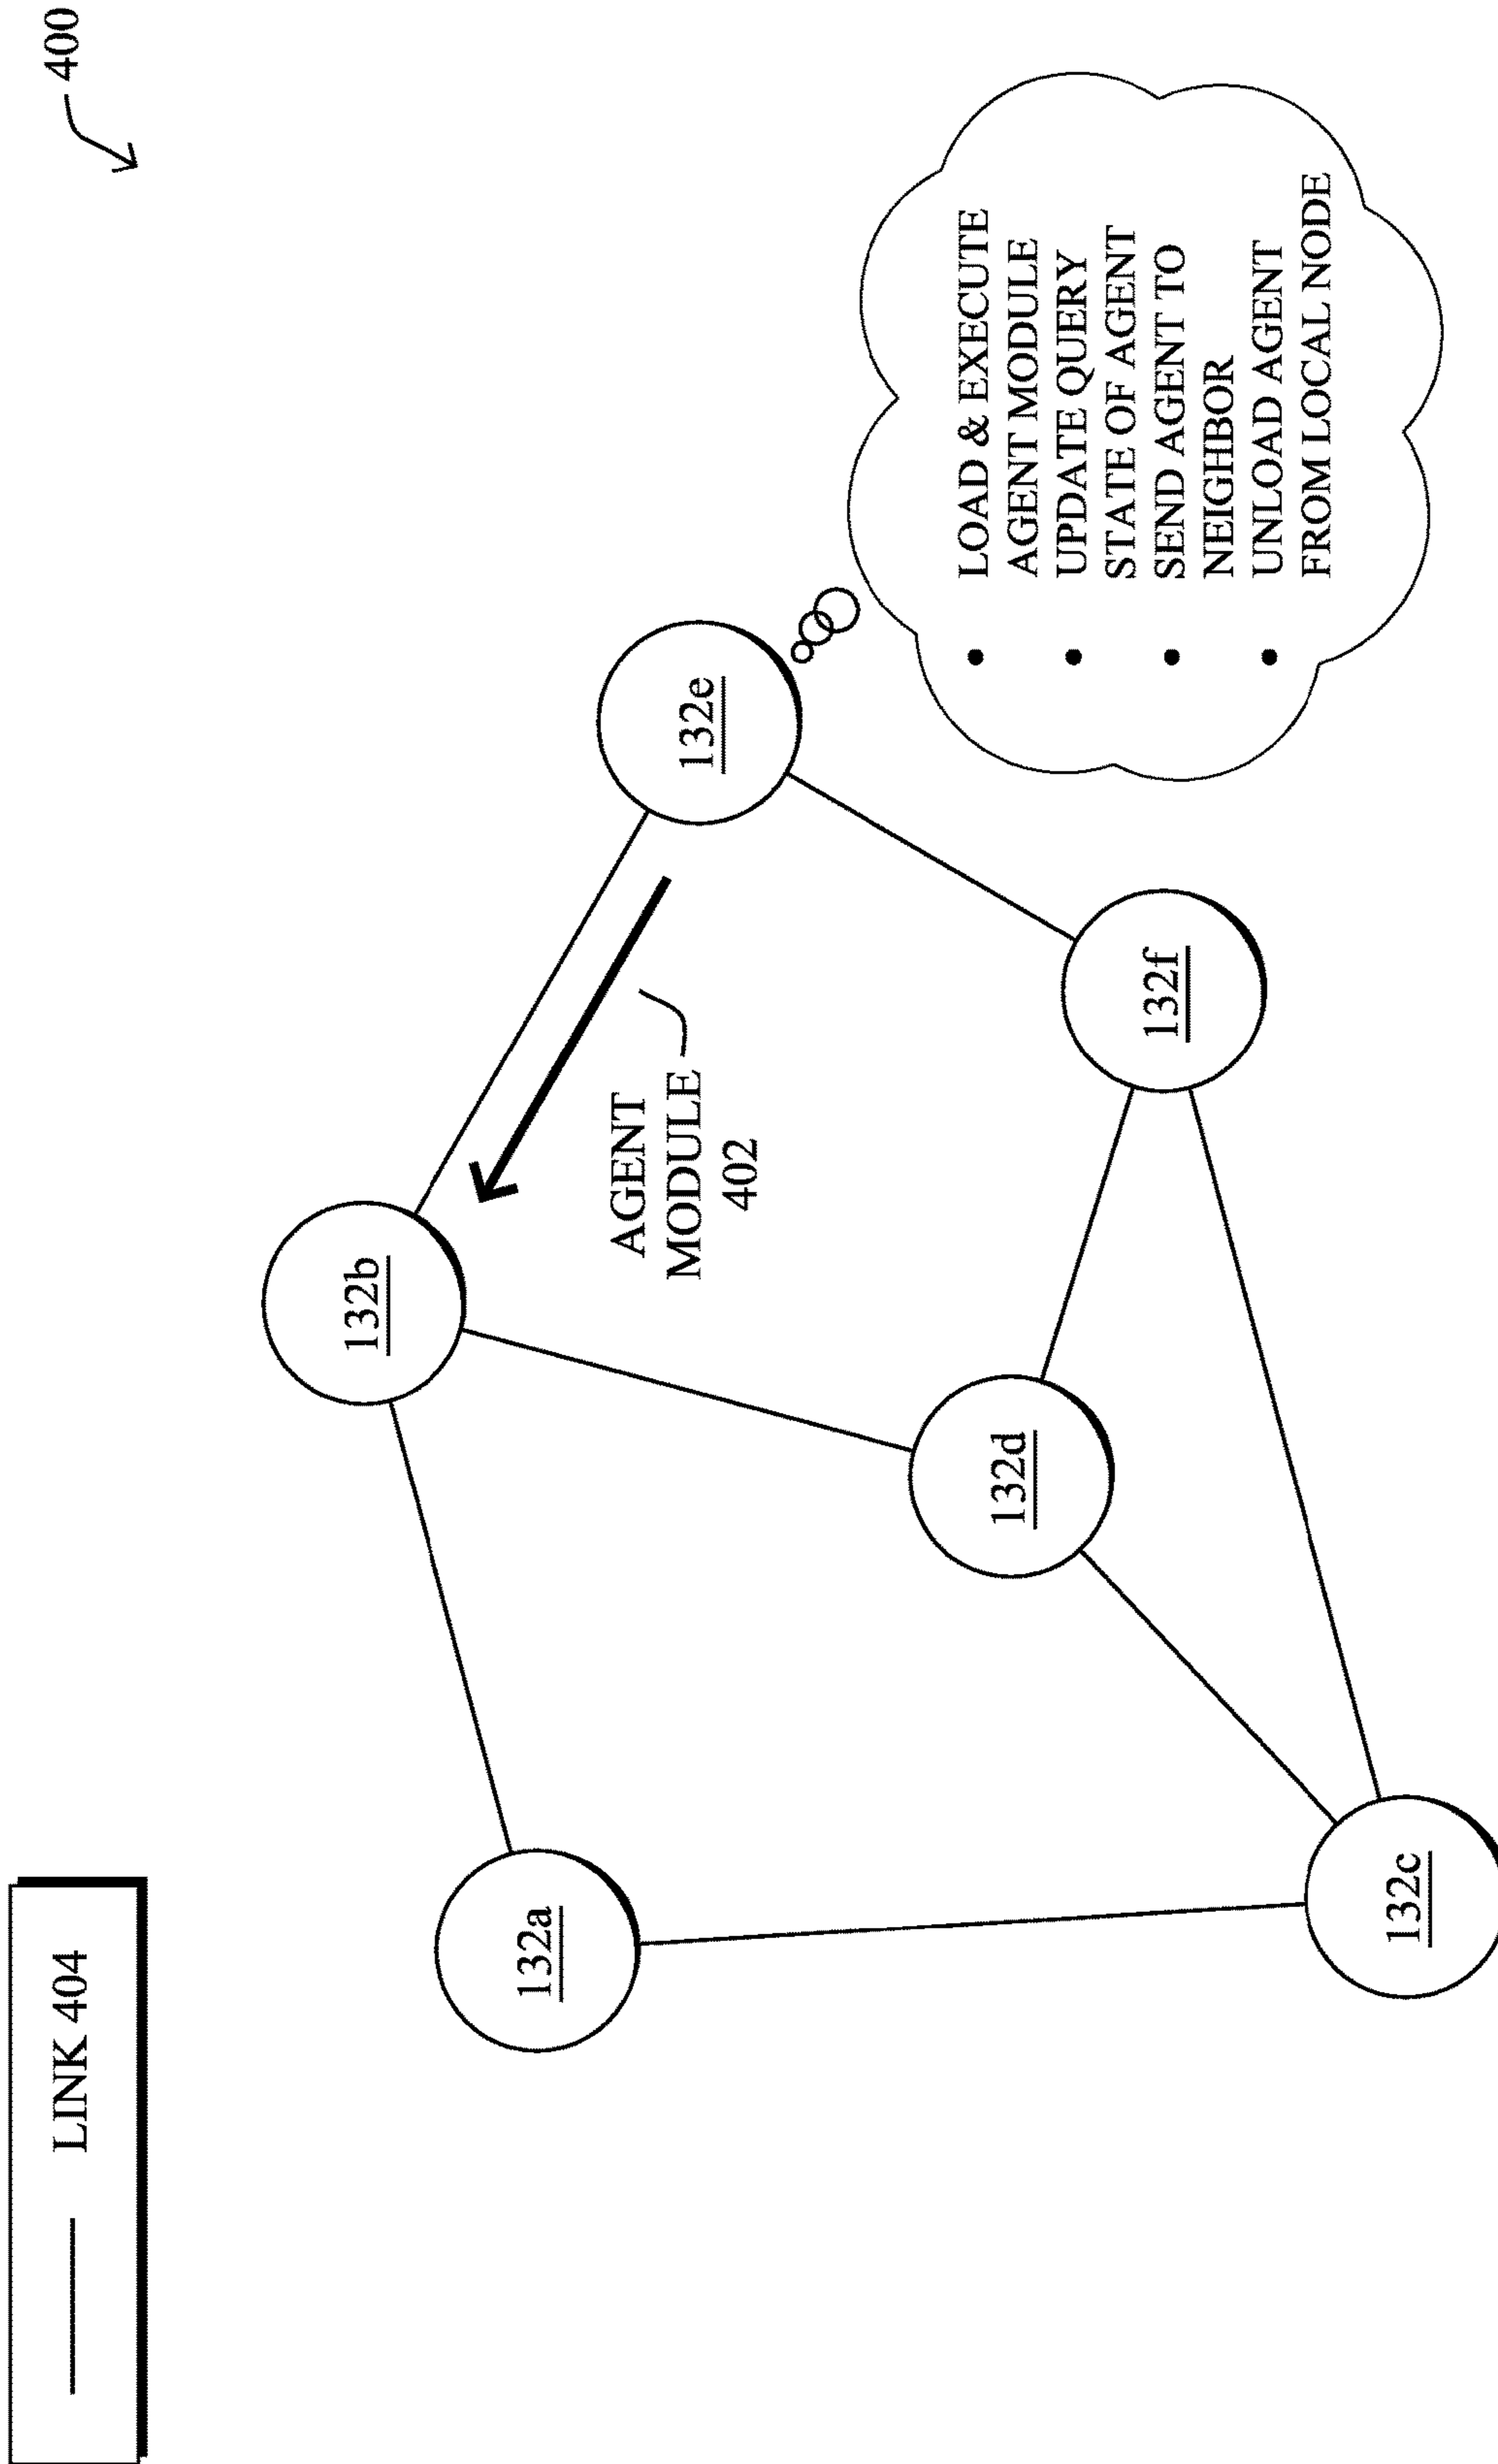 400
LINK 404
132a
132b
132c
132d
132e
132f
AGENT
MODULE
402
• LOAD & EXECUTE
AGENT MODULE
• UPDATE QUERY
STATE OF AGENT
• SEND AGENT TO
NEIGHBOR
• UNLOAD AGENT
FROM LOCAL NODE